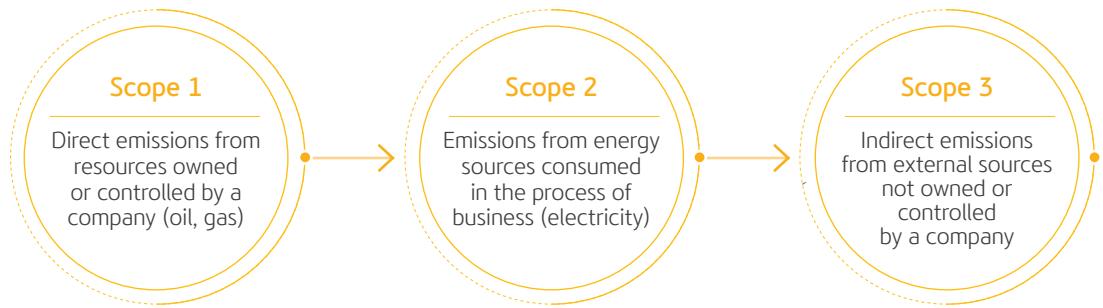 Scope 1
Direct emissions from
resources owned
or controlled by a
company (oil, gas)
Scope 2
Emissions from energy
sources consumed
in the process of
business (electricity)
Scope 3
Indirect emissions
from external sources
not owned or
controlled
by a company